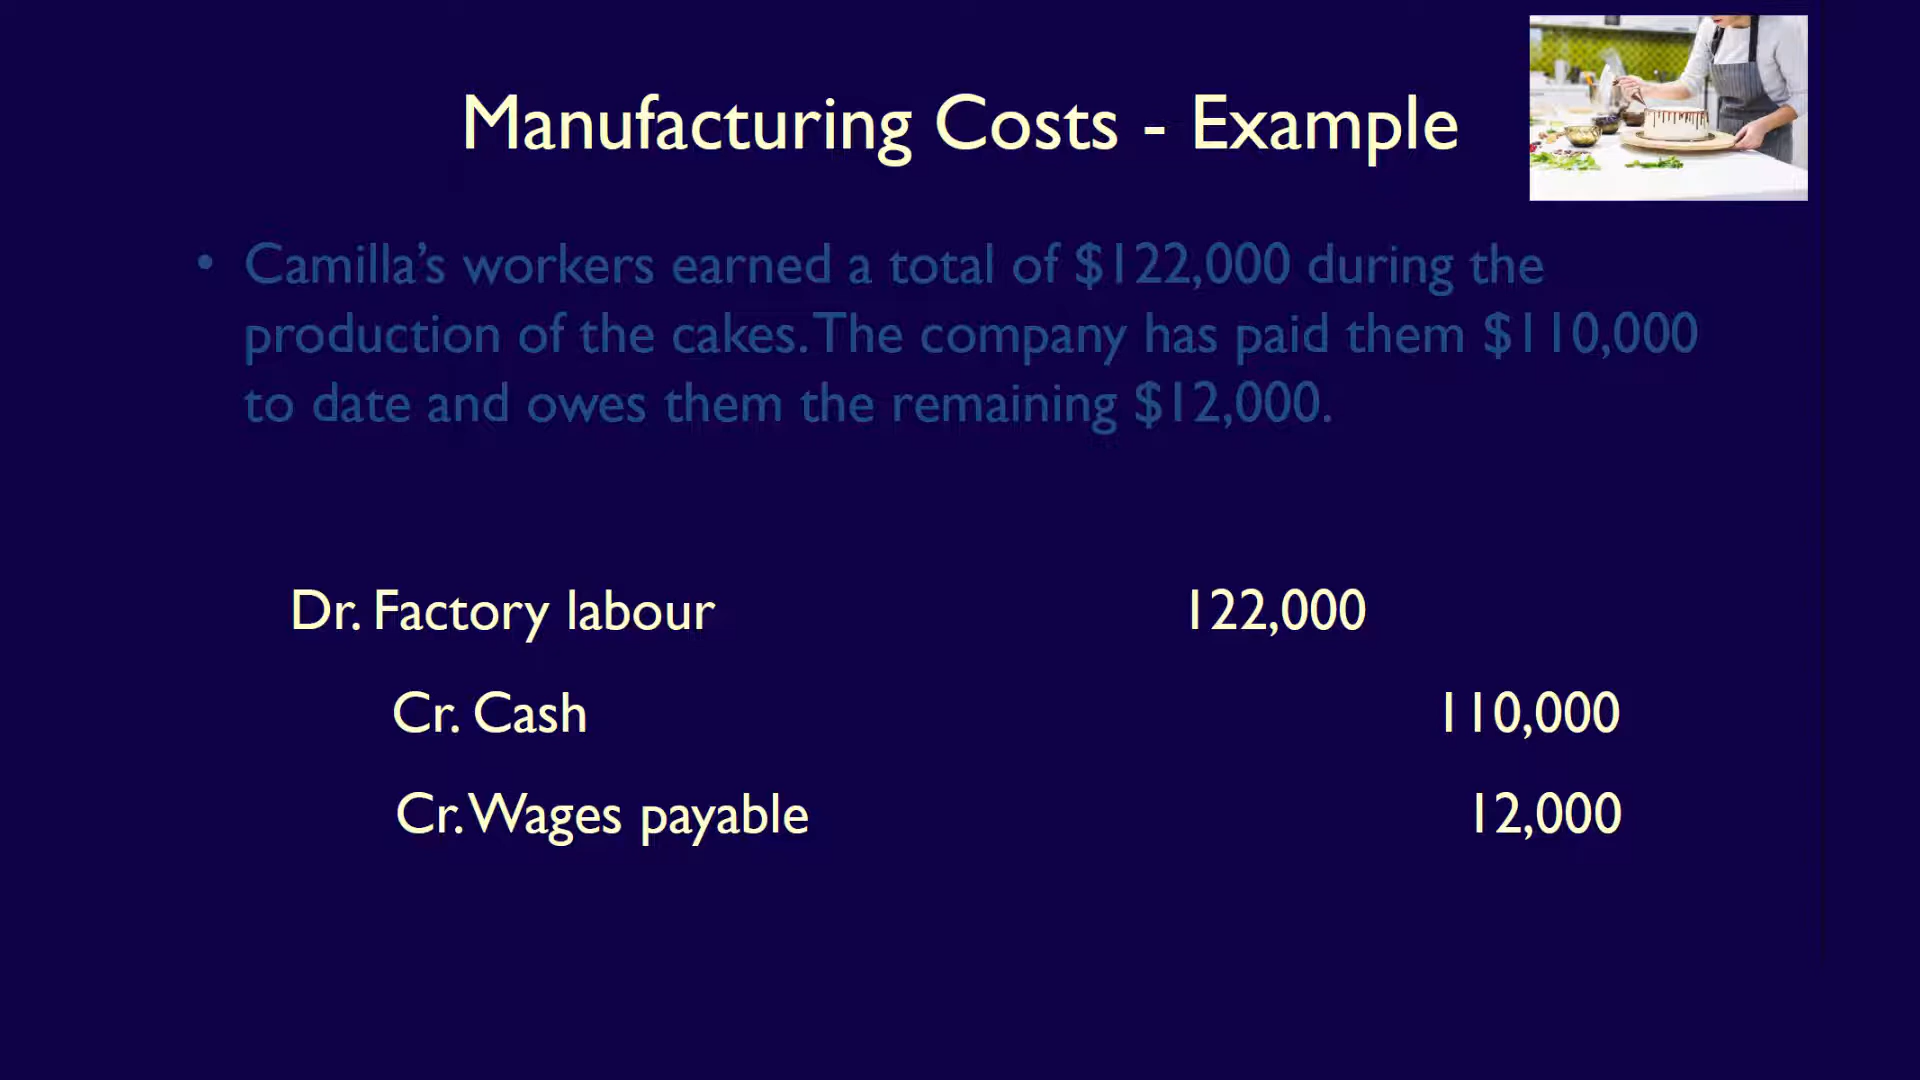 Manufacturing Costs - Example
• Camilla’s workers earned a total of $122,000 during the
production of the cakes. The company has paid them $110,000
to date and owes them the remaining $12,000.
Dr. Factory labour 122,000
Cr. Cash 110,000
Cr. Wages payable 12,000